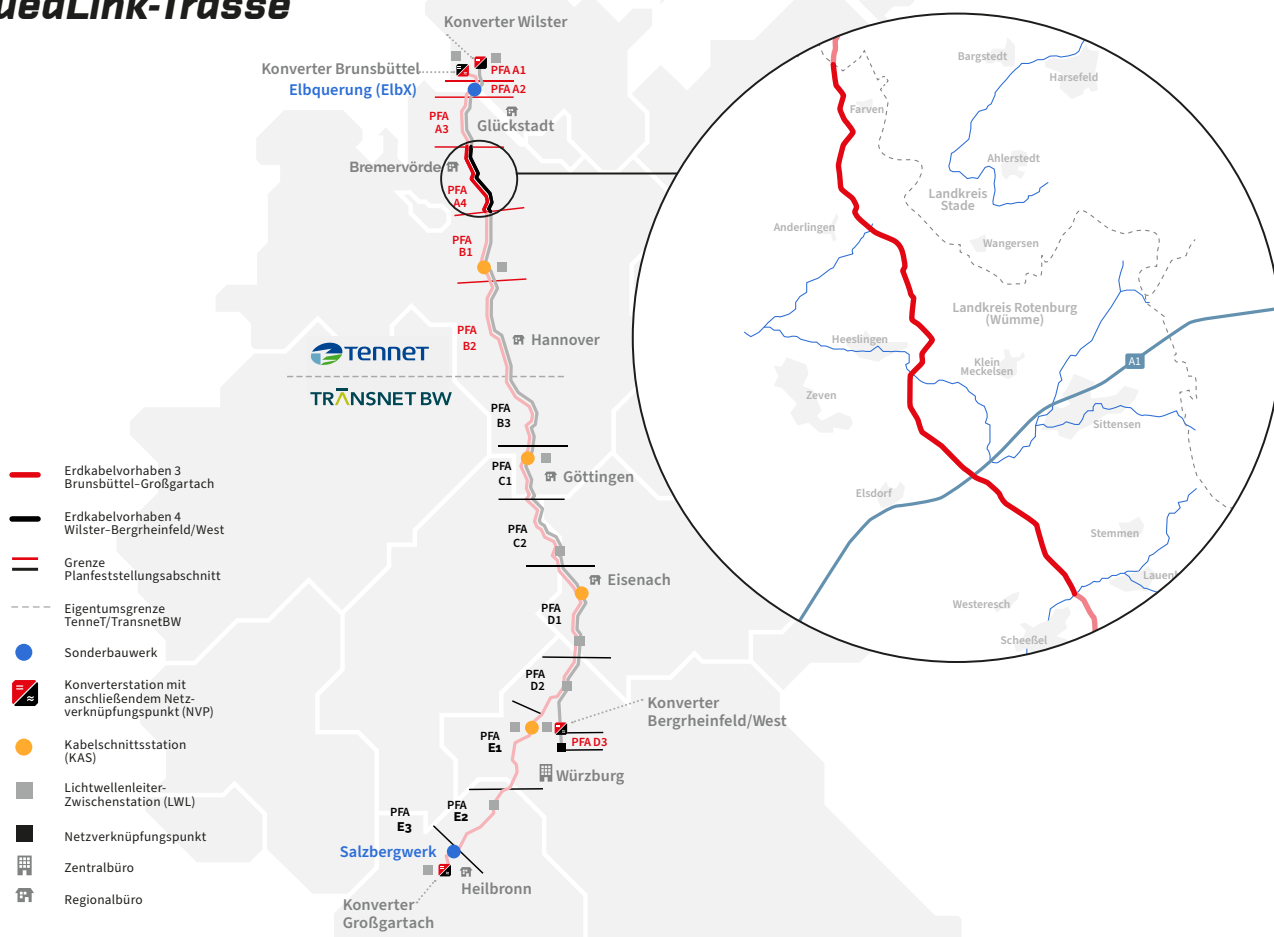 uedLink-Trasse
Konverter Wilster
Konverter Brunsbüttel
PFA A1
Elbquerung (ElbX)
PFA A2
PFA
A3
Glückstadt
Bremervörde
PFA
A4
PFA
B1
PFA
B2
Hannover
TENNET
TRANSNET BW
PFA
B3
PFA
C1
Göttingen
PFA
C2
Eisenach
PFA
D1
PFA
D2
Konverter
Bergrheinfeld/West
PFA
E1
PFA D3
Würzburg
PFA
E2
PFA
E3
Salzbergwerk
Heilbronn
Konverter
Großgartach
Erdkabelvorhaben 3
Brunsbüttel–Großgartach
Erdkabelvorhaben 4
Wilster–Bergrheinfeld/West
Grenze
Planfeststellungsabschnitt
Eigentumsgrenze
TenneT/TransnetBW
Sonderbauwerk
Konverterstation mit
anschließendem Netz-
verknüpfungspunkt (NVP)
Kabelschnittsstation
(KAS)
Lichtwellenleiter-
Zwischenstation (LWL)
Netzverknüpfungspunkt
Zentralbüro
Regionalbüro
Bargstedt
Harsefeld
Farven
Ahlerstedt
Landkreis
Stade
Anderlingen
Wangersen
Landkreis Rotenburg
(Wümme)
Heeslingen
Klein
Meckelsen
A1
Zeven
Sittensen
Elsdorf
Stemmen
Lauen
Westeresch
Scheeßel